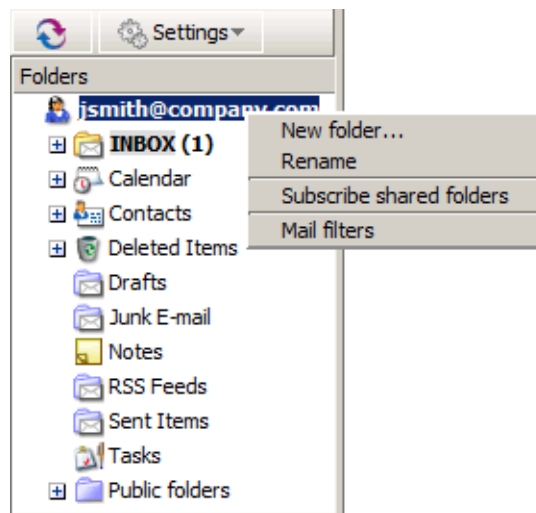 Settings
Folders
jsmith@company.com
New folder...
INBOX (1)
Rename
Calendar
Subscribe shared folders
Contacts
Mail filters
Deleted Items
Drafts
Junk E-mail
Notes
RSS Feeds
Sent Items
Tasks
Public folders